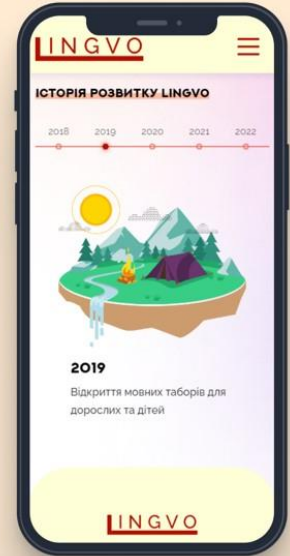 LINGVO
ІСТОРІЯ РОЗВИТКУ LINGVO
2018 2019 2020 2021 2022
2019
Відкриття мовних таборів для
дорослих та дітей
LINGVO